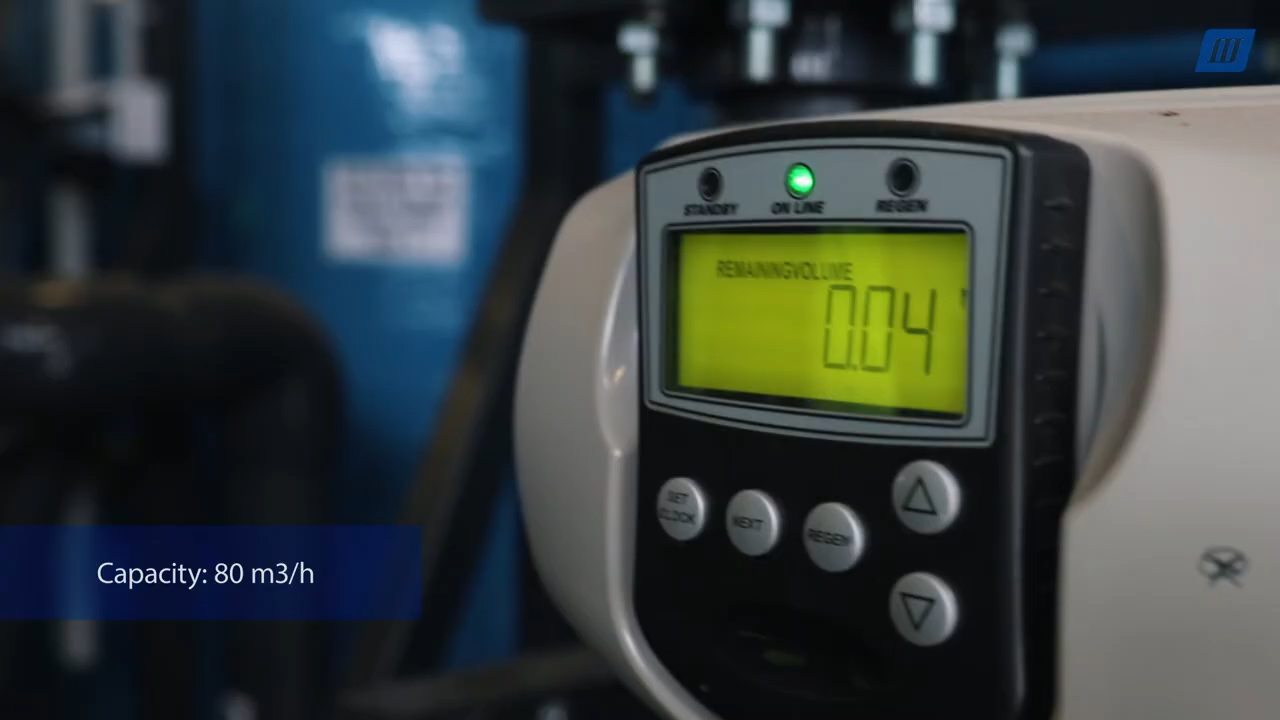 STANDBY ON LINE REGEN
REMAININGVOLUME
0.04
SET
CLOCK
NEXT
REGEN
Capacity: 80 m3/h